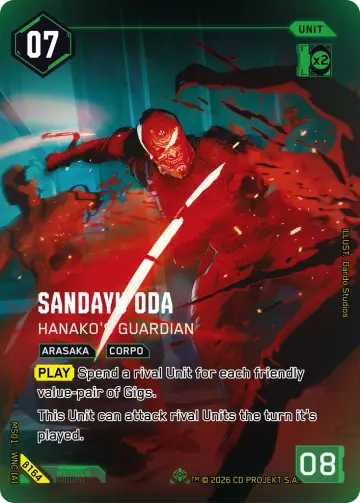 07
UNIT
x2
SANDAYU ODA
HANAKO'S GUARDIAN
ARASAKA CORPO
PLAY Spend a rival Unit for each friendly
value-pair of Gigs.
This Unit can attack rival Units the turn it's
played.
ILLUST. Dardo Studios
β164
™ © 2026 CD PROJEKT S.A.
08